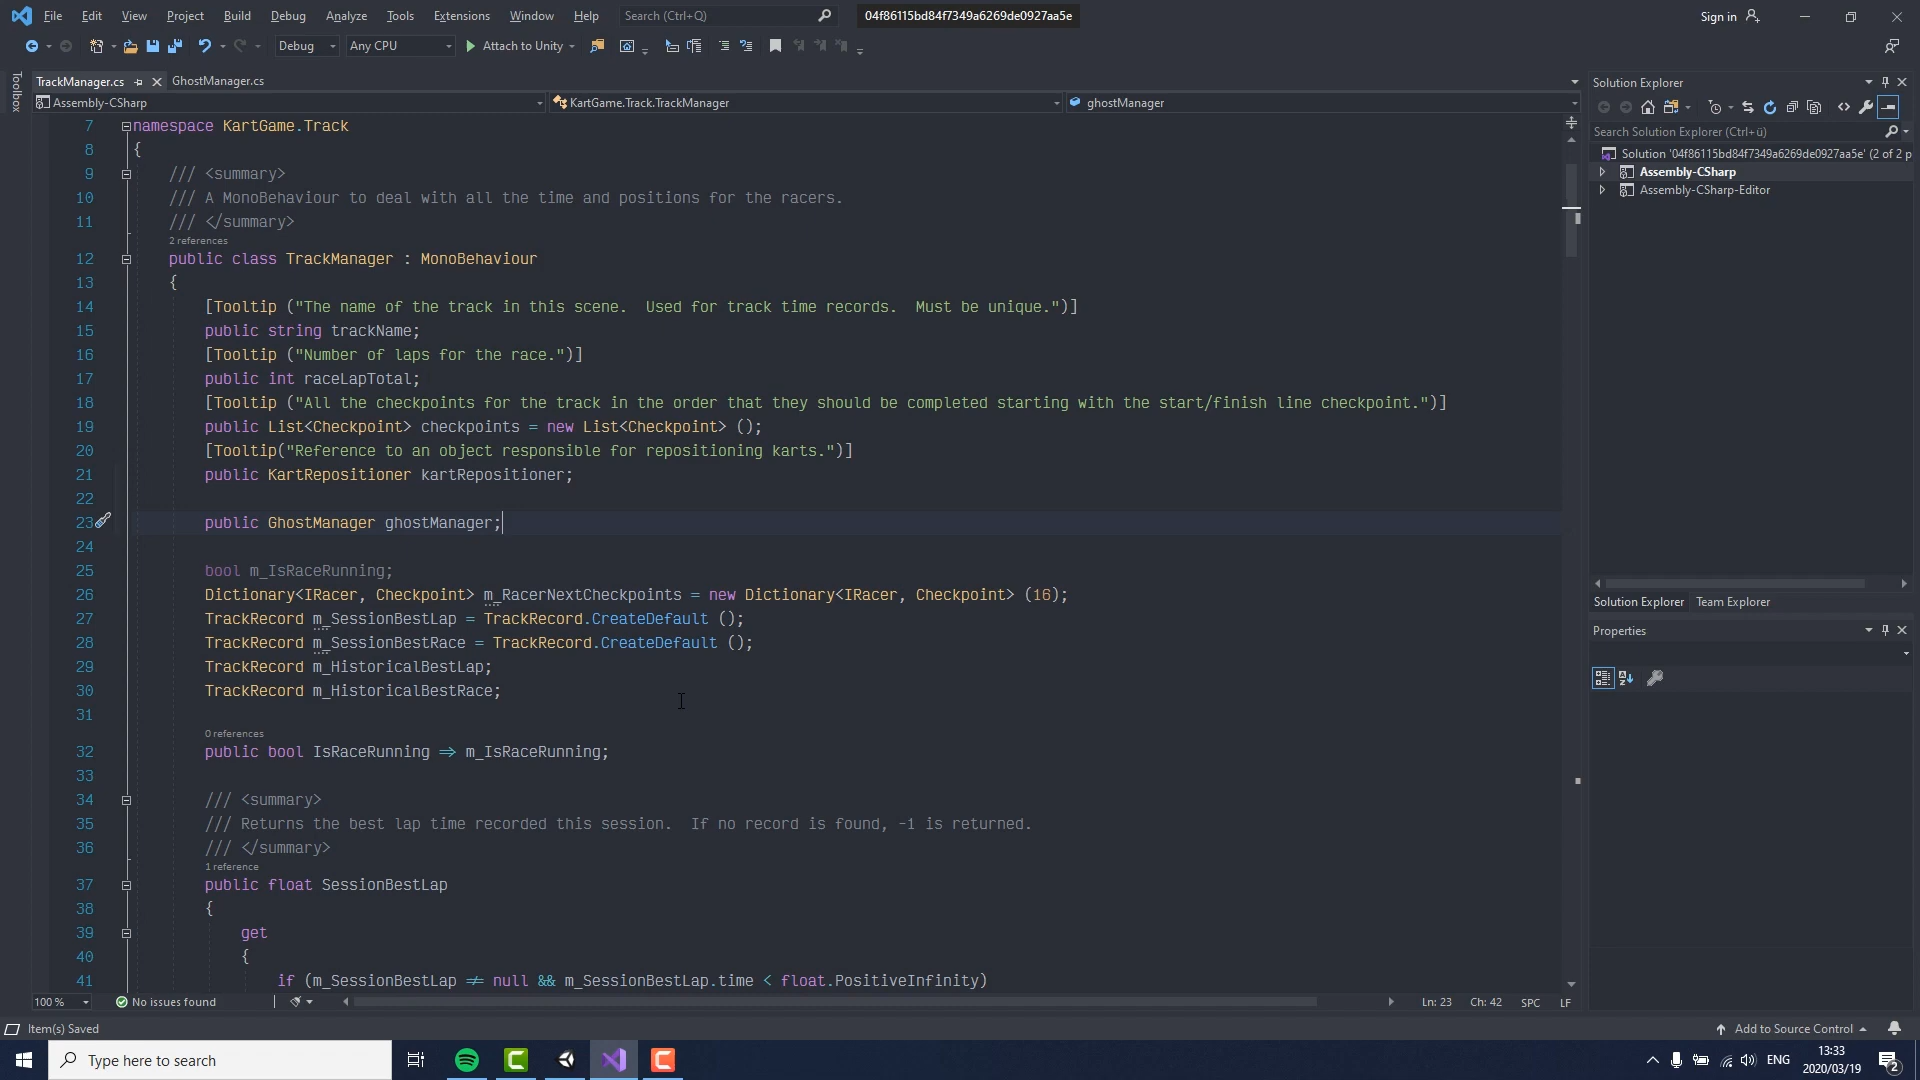 File Edit View Project Build Debug Analyze Tools Extensions Window Help Search (Ctrl+Q) 04f86115bd84f7349a6269de0927aa5e Sign in
Debug Any CPU Attach to Unity
Toolbox
TrackManager.cs GhostManager.cs
Assembly-CSharp KartGame.Track.TrackManager ghostManager
7 namespace KartGame.Track
8 {
9 /// <summary>
10 /// A MonoBehaviour to deal with all the time and positions for the racers.
11 /// </summary>
2 references
12 public class TrackManager : MonoBehaviour
13 {
14 [Tooltip ("The name of the track in this scene.  Used for track time records.  Must be unique.")]
15 public string trackName;
16 [Tooltip ("Number of laps for the race.")]
17 public int raceLapTotal;
18 [Tooltip ("All the checkpoints for the track in the order that they should be completed starting with the start/finish line checkpoint.")]
19 public List<Checkpoint> checkpoints = new List<Checkpoint> ();
20 [Tooltip("Reference to an object responsible for repositioning karts.")]
21 public KartRepositioner kartRepositioner;
22
23 public GhostManager ghostManager;
24
25 bool m_IsRaceRunning;
26 Dictionary<IRacer, Checkpoint> m_RacerNextCheckpoints = new Dictionary<IRacer, Checkpoint> (16);
27 TrackRecord m_SessionBestLap = TrackRecord.CreateDefault ();
28 TrackRecord m_SessionBestRace = TrackRecord.CreateDefault ();
29 TrackRecord m_HistoricalBestLap;
30 TrackRecord m_HistoricalBestRace;
31
0 references
32 public bool IsRaceRunning ⇒ m_IsRaceRunning;
33
34 /// <summary>
35 /// Returns the best lap time recorded this session.  If no record is found, -1 is returned.
36 /// </summary>
1 reference
37 public float SessionBestLap
38 {
39 get
40 {
41 if (m_SessionBestLap ≠ null && m_SessionBestLap.time < float.PositiveInfinity)
100 % No issues found Ln: 23 Ch: 42 SPC LF
Solution Explorer
Search Solution Explorer (Ctrl+ü)
Solution '04f86115bd84f7349a6269de0927aa5e' (2 of 2 p
Assembly-CSharp
Assembly-CSharp-Editor
Solution Explorer Team Explorer
Properties
Item(s) Saved Add to Source Control
Type here to search ENG 13:33
2020/03/19 2